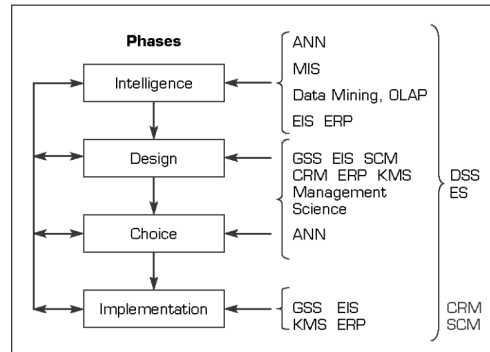 Phases
ANN
MIS
Intelligence
Data Mining, OLAP
EIS ERP
Design
GSS EIS SCM
CRM ERP KMS
Management
Science
DSS
ES
Choice
ANN
Implementation
GSS EIS
KMS ERP
CRM
SCM